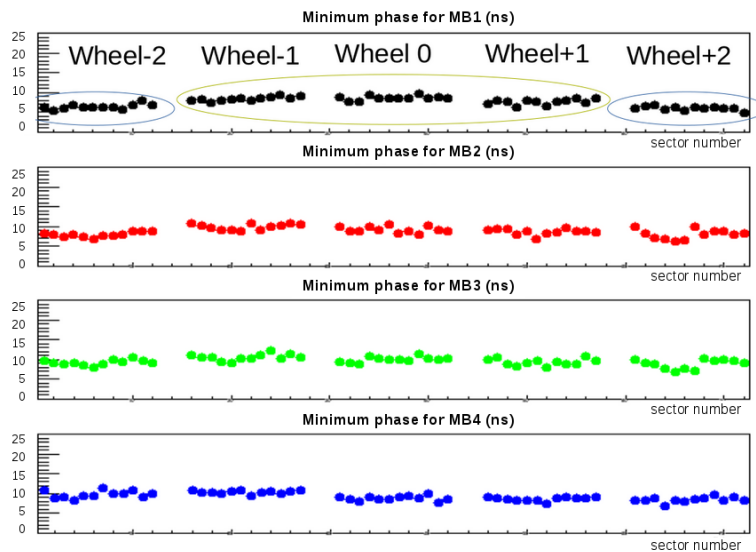 Minimum phase for MB1 (ns)
25
20
15
10
5
0
Wheel-2 Wheel-1 Wheel 0 Wheel+1 Wheel+2
sector number
Minimum phase for MB2 (ns)
25
20
15
10
5
0
sector number
Minimum phase for MB3 (ns)
25
20
15
10
5
0
sector number
Minimum phase for MB4 (ns)
25
20
15
10
5
0
sector number